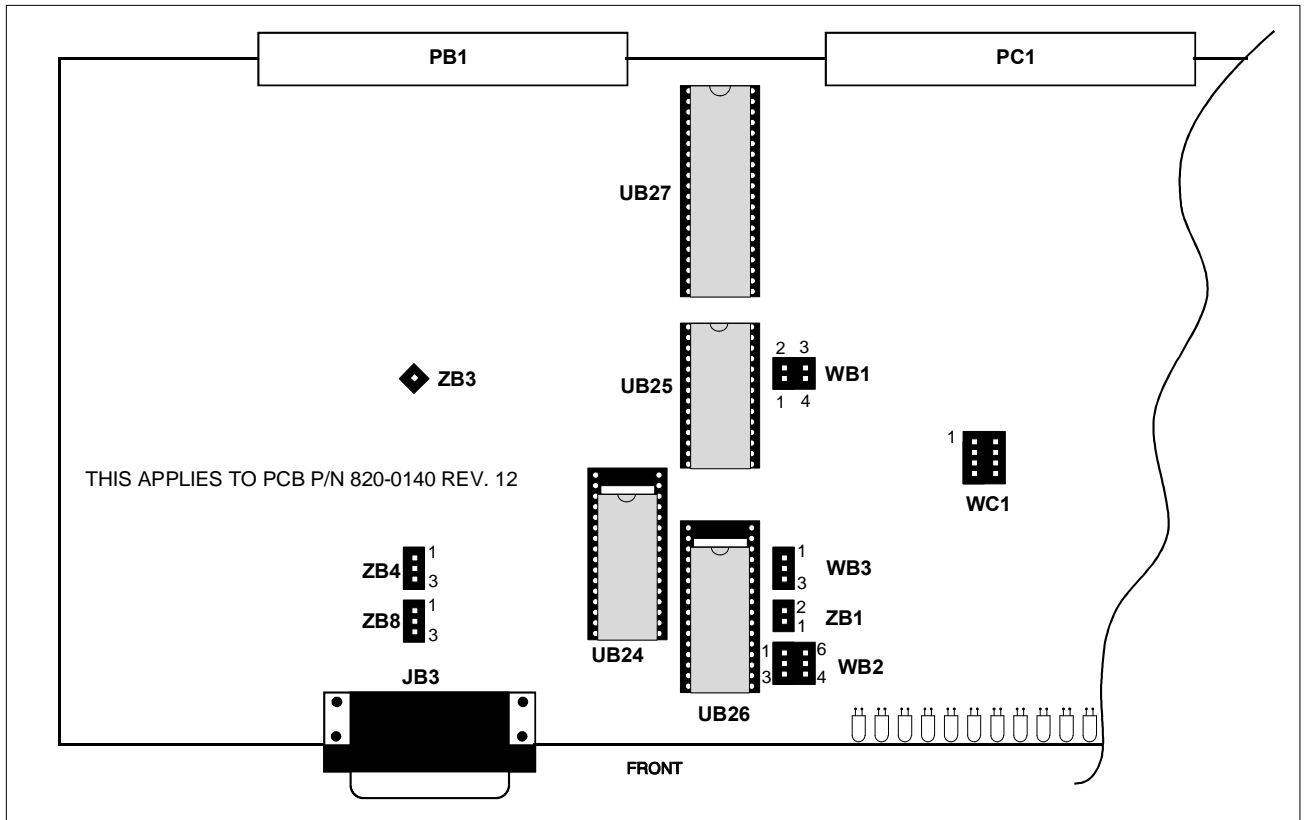 PB1
PC1
UB27
2 3
WB1
UB25
1 4
ZB3
1
WC1
THIS APPLIES TO PCB P/N 820-0140 REV. 12
1
ZB4
3
1
WB3
3
1
ZB8
3
2
ZB1
1
UB24
1 6
WB2
3 4
JB3
UB26
FRONT